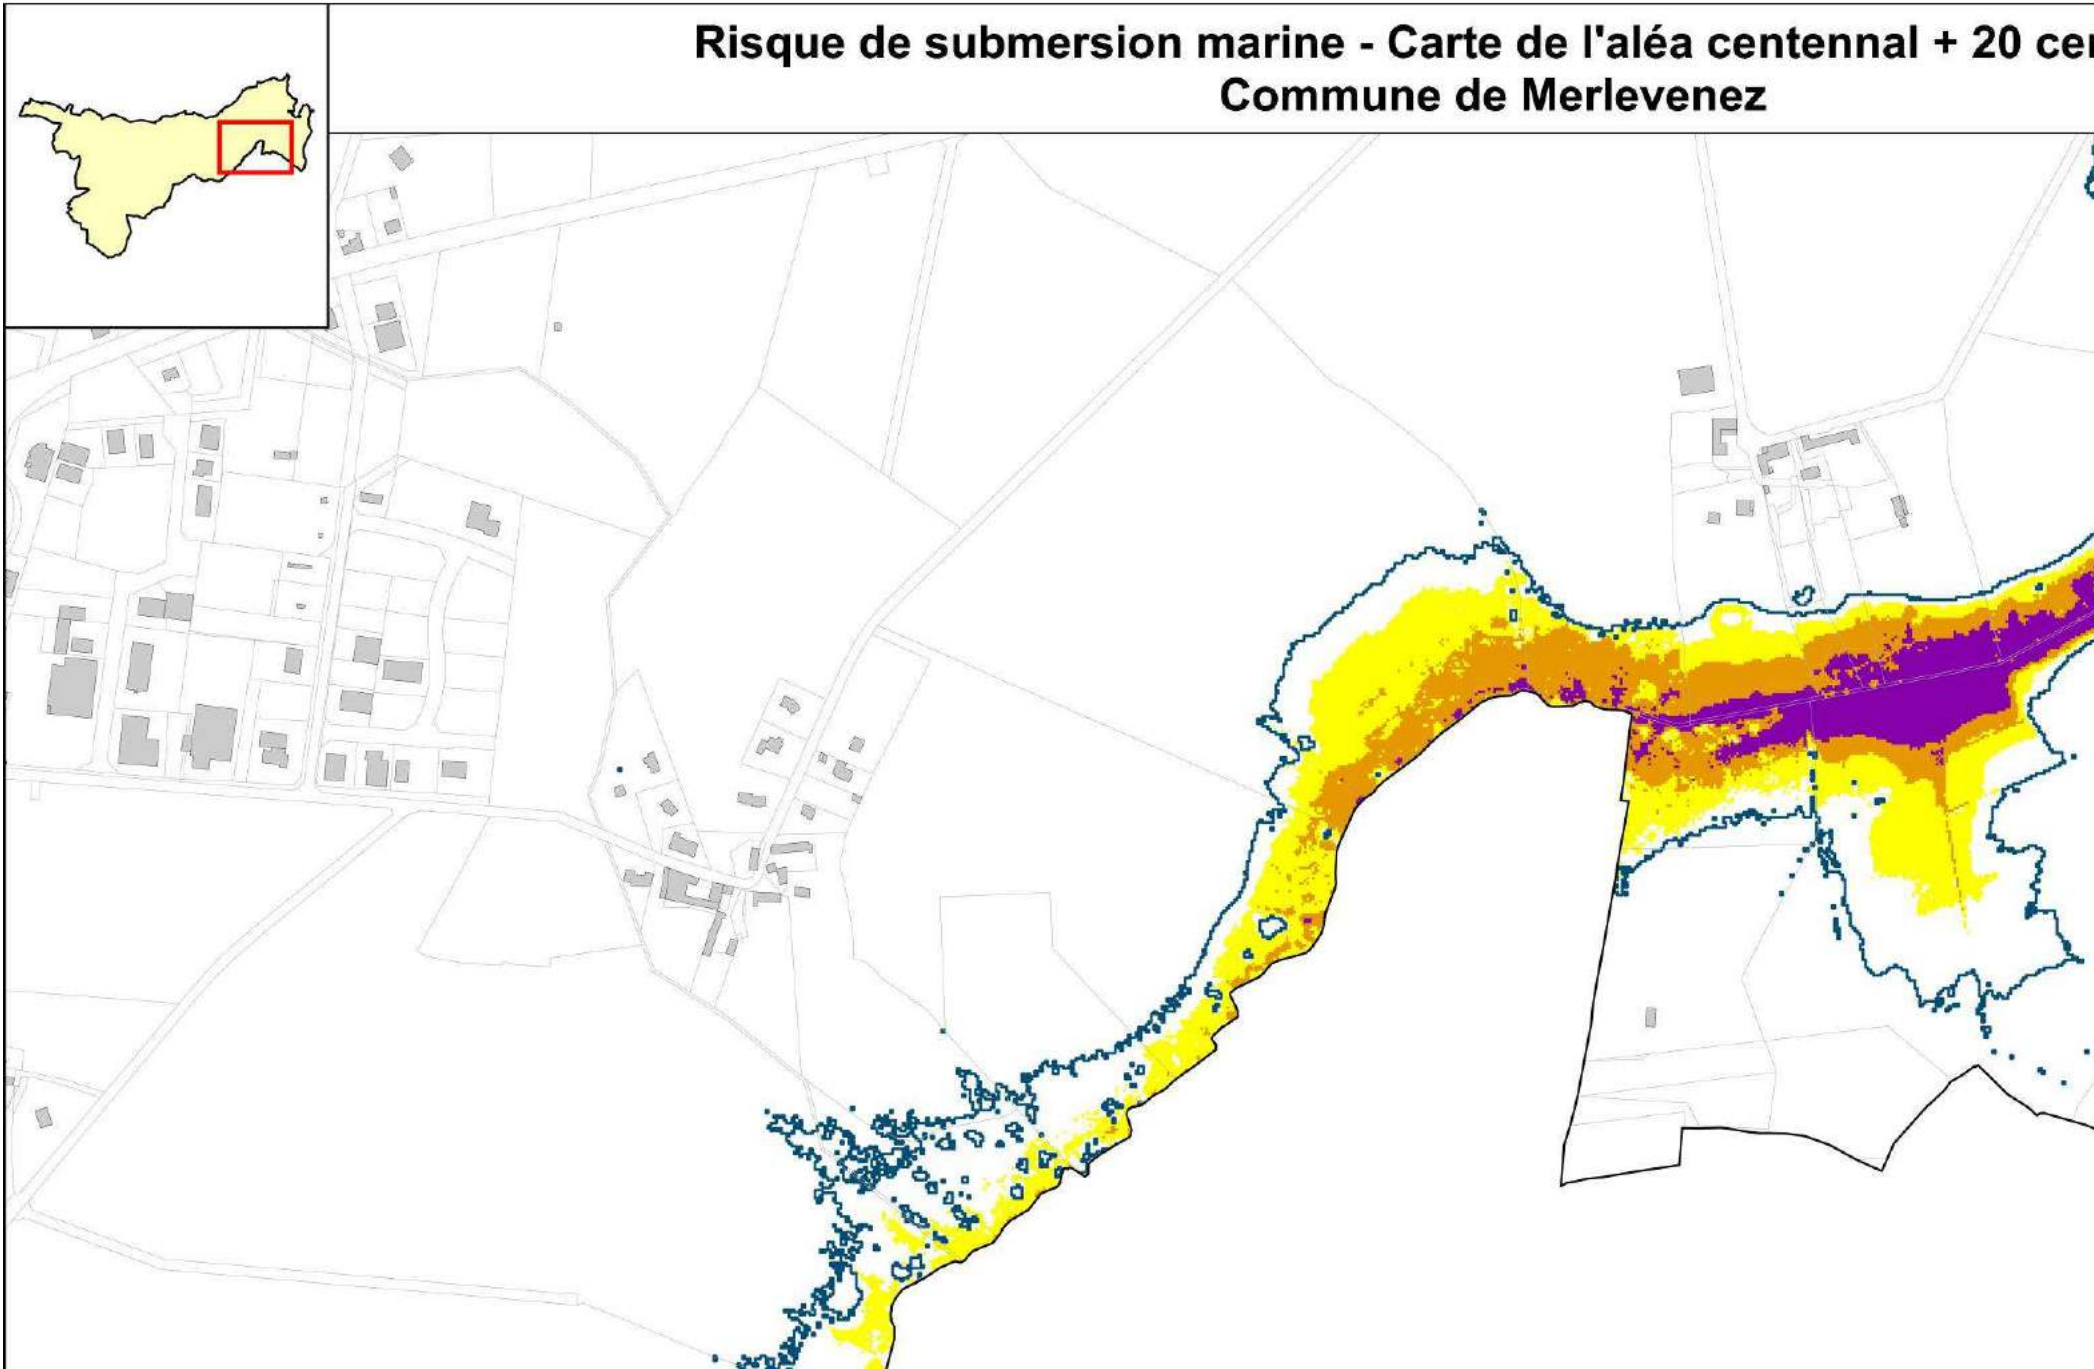 Risque de submersion marine - Carte de l'aléa centennal + 20
Commune de Merlevenez